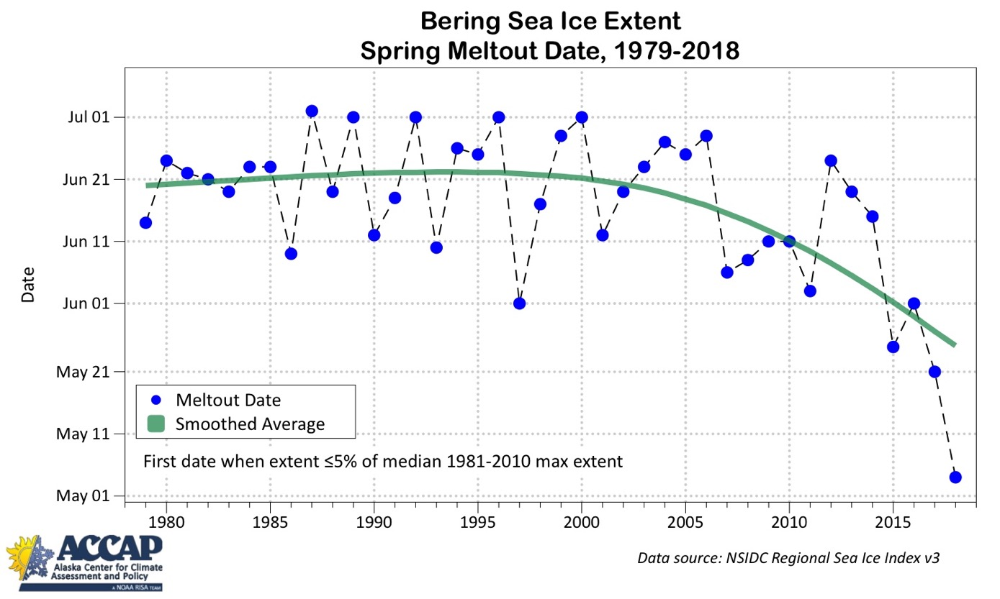 Bering Sea Ice Extent
Spring Meltout Date, 1979-2018
Jul 01
Jun 21
Jun 11
Jun 01
May 21
May 11
May 01
Date
Meltout Date
Smoothed Average
First date when extent ≤5% of median 1981-2010 max extent
1980 1985 1990 1995 2000 2005 2010 2015
ACCAP
Alaska Center for Climate
Assessment and Policy
A NOAA RISA TEAM
Data source: NSIDC Regional Sea Ice Index v3